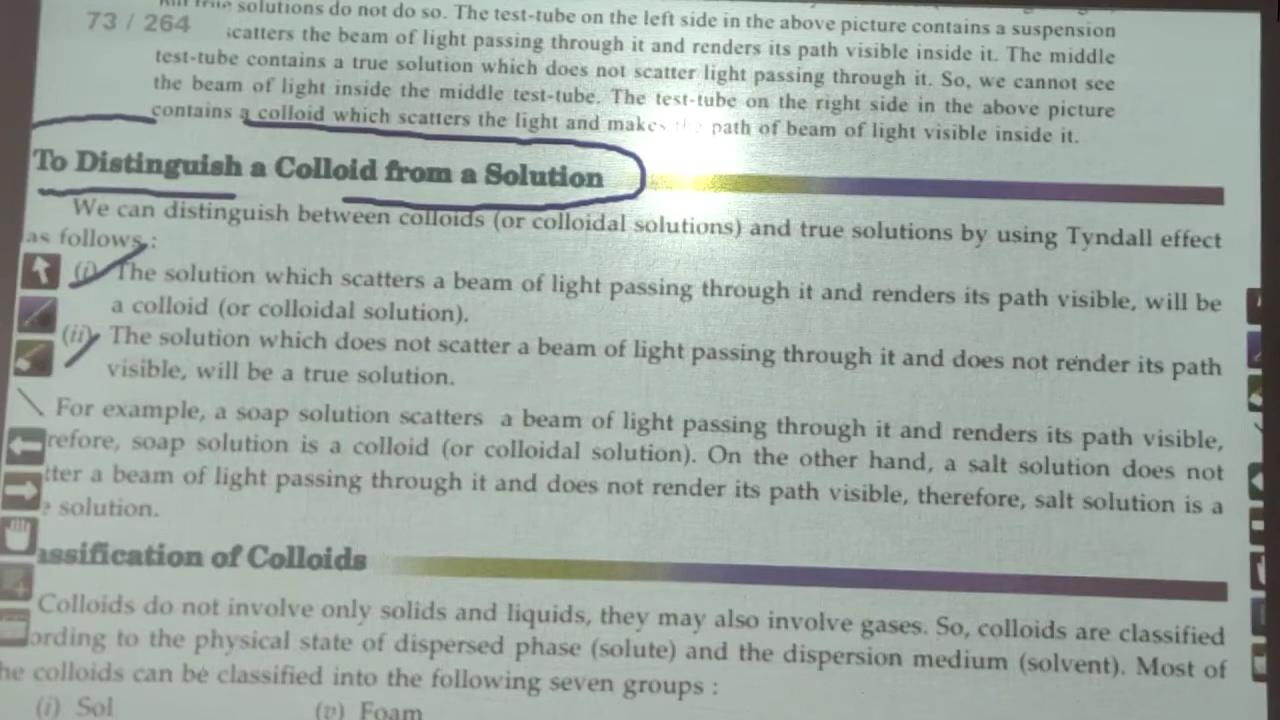 solutions do not do so. The test-tube on the left side in the above picture contains a suspension
73 / 264
scatters the beam of light passing through it and renders its path visible inside it. The middle
test-tube contains a true solution which does not scatter light passing through it. So, we cannot see
the beam of light inside the middle test-tube. The test-tube on the right side in the above picture
contains a colloid which scatters the light and makes the path of beam of light visible inside it.
To Distinguish a Colloid from a Solution
We can distinguish between colloids (or colloidal solutions) and true solutions by using Tyndall effect
as follows :
(i) The solution which scatters a beam of light passing through it and renders its path visible, will be
a colloid (or colloidal solution).
(ii) The solution which does not scatter a beam of light passing through it and does not render its path
visible, will be a true solution.
For example, a soap solution scatters a beam of light passing through it and renders its path visible,
refore, soap solution is a colloid (or colloidal solution). On the other hand, a salt solution does not
tter a beam of light passing through it and does not render its path visible, therefore, salt solution is a
e solution.
assification of Colloids
Colloids do not involve only solids and liquids, they may also involve gases. So, colloids are classified
ording to the physical state of dispersed phase (solute) and the dispersion medium (solvent). Most of
he colloids can be classified into the following seven groups :
(i) Sol (v) Foam